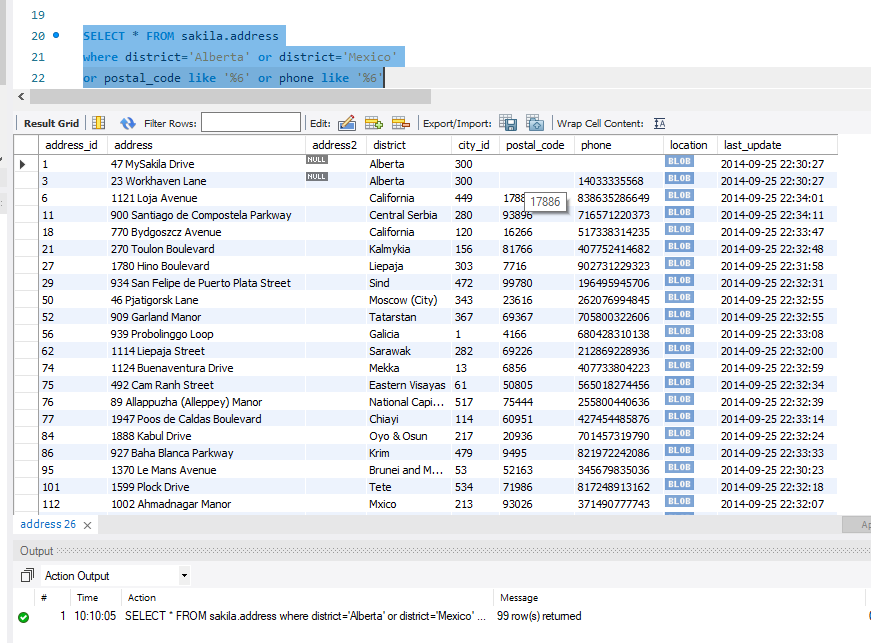 19
20 SELECT * FROM sakila.address
21 where district='Alberta' or district='Mexico'
22 or postal_code like '%6' or phone like '%6'
Result Grid Filter Rows: Edit: Export/Import: Wrap Cell Content: IA
address_id address address2 district city_id postal_code phone location last_update
1 47 MySakila Drive NULL Alberta 300 BLOB 2014-09-25 22:30:27
3 23 Workhaven Lane NULL Alberta 300 14033335568 BLOB 2014-09-25 22:30:27
6 1121 Loja Avenue California 449 1788 838635286649 BLOB 2014-09-25 22:34:01
17886
11 900 Santiago de Compostela Parkway Central Serbia 280 93896 716571220373 BLOB 2014-09-25 22:34:11
18 770 Bydgoszcz Avenue California 120 16266 517338314235 BLOB 2014-09-25 22:33:47
21 270 Toulon Boulevard Kalmykia 156 81766 407752414682 BLOB 2014-09-25 22:32:48
27 1780 Hino Boulevard Liepaja 303 7716 902731229323 BLOB 2014-09-25 22:31:58
29 934 San Felipe de Puerto Plata Street Sind 472 99780 196495945706 BLOB 2014-09-25 22:32:31
50 46 Pjatigorsk Lane Moscow (City) 343 23616 262076994845 BLOB 2014-09-25 22:32:55
52 909 Garland Manor Tatarstan 367 69367 705800322606 BLOB 2014-09-25 22:32:55
56 939 Probolinggo Loop Galicia 1 4166 680428310138 BLOB 2014-09-25 22:33:08
62 1114 Liepaja Street Sarawak 282 69226 212869228936 BLOB 2014-09-25 22:32:00
74 1124 Buenaventura Drive Mekka 13 6856 407733804223 BLOB 2014-09-25 22:32:59
75 492 Cam Ranh Street Eastern Visayas 61 50805 565018274456 BLOB 2014-09-25 22:32:34
76 89 Allappuzha (Alleppey) Manor National Capi... 517 75444 255800440636 BLOB 2014-09-25 22:32:39
77 1947 Poos de Caldas Boulevard Chiayi 114 60951 427454485876 BLOB 2014-09-25 22:33:14
84 1888 Kabul Drive Oyo & Osun 217 20936 701457319790 BLOB 2014-09-25 22:32:24
86 927 Baha Blanca Parkway Krim 479 9495 821972242086 BLOB 2014-09-25 22:33:33
95 1370 Le Mans Avenue Brunei and M... 53 52163 345679835036 BLOB 2014-09-25 22:30:23
101 1599 Plock Drive Tete 534 71986 817248913162 BLOB 2014-09-25 22:32:18
112 1002 Ahmadnagar Manor Mxico 213 93026 371490777743 BLOB 2014-09-25 22:32:07
address 26 Ap
Output
Action Output
# Time Action Message
1 10:10:05 SELECT * FROM sakila.address where district='Alberta' or district='Mexico' ... 99 row(s) returned